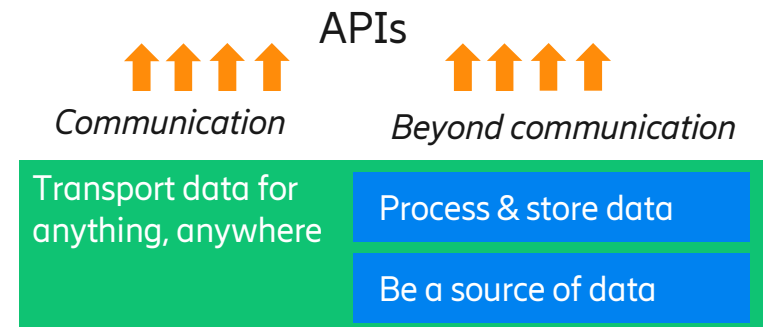 APIs
Communication
Beyond communication
Transport data for
anything, anywhere
Process & store data
Be a source of data